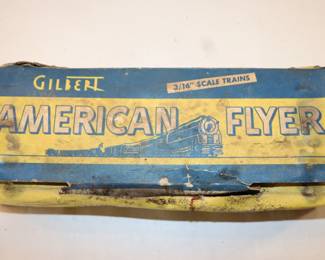 GILBERT
3/16" SCALE TRAINS
AMERICAN FLYER